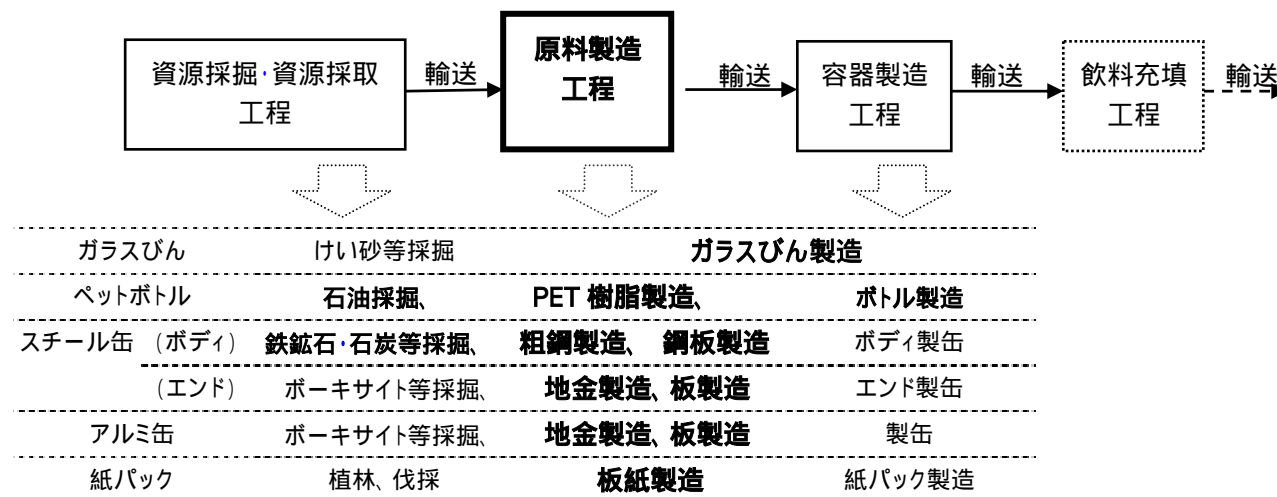 資源採掘・資源採取
工程
輸送
原料製造
工程
輸送
容器製造
工程
輸送
飲料充填
工程
輸送
ガラスびん けい砂等採掘 ガラスびん製造
ペットボトル 石油採掘、 PET 樹脂製造、 ボトル製造
スチール缶 (ボディ) 鉄鉱石・石炭等採掘、 粗鋼製造、 鋼板製造 ボディ製缶
(エンド) ボーキサイト等採掘、 地金製造、板製造 エンド製缶
アルミ缶 ボーキサイト等採掘、 地金製造、板製造 製缶
紙パック 植林、伐採 板紙製造 紙パック製造